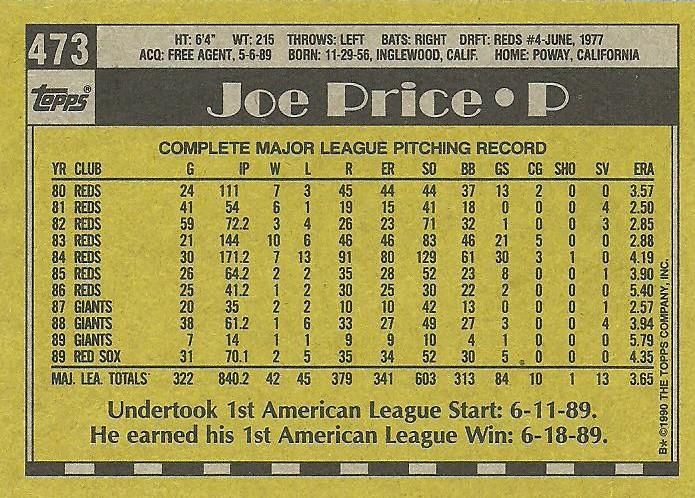 473
HT: 6'4" WT: 215 THROWS: LEFT BATS: RIGHT DRFT: REDS #4-JUNE, 1977
ACQ: FREE AGENT, 5-6-89 BORN: 11-29-56, INGLEWOOD, CALIF. HOME: POWAY, CALIFORNIA
Topps®
Joe Price • P
COMPLETE MAJOR LEAGUE PITCHING RECORD
YR CLUB G IP W L R ER SO BB GS CG SHO SV ERA
80 REDS 24 111 7 3 45 44 44 37 13 2 0 0 3.57
81 REDS 41 54 6 1 19 15 41 18 0 0 0 4 2.50
82 REDS 59 72.2 3 4 26 23 71 32 1 0 0 3 2.85
83 REDS 21 144 10 6 46 46 83 46 21 5 0 0 2.88
84 REDS 30 171.2 7 13 91 80 129 61 30 3 1 0 4.19
85 REDS 26 64.2 2 2 35 28 52 23 8 0 0 1 3.90
86 REDS 25 41.2 1 2 30 25 30 22 2 0 0 0 5.40
87 GIANTS 20 35 2 2 10 10 42 13 0 0 0 1 2.57
88 GIANTS 38 61.2 1 6 33 27 49 27 3 0 0 4 3.94
89 GIANTS 7 14 1 1 9 9 10 4 1 0 0 0 5.79
89 RED SOX 31 70.1 2 5 35 34 52 30 5 0 0 0 4.35
MAJ. LEA. TOTALS 322 840.2 42 45 379 341 603 313 84 10 1 13 3.65
Undertook 1st American League Start: 6-11-89.
He earned his 1st American League Win: 6-18-89.
B* ©1990 THE TOPPS COMPANY, INC.